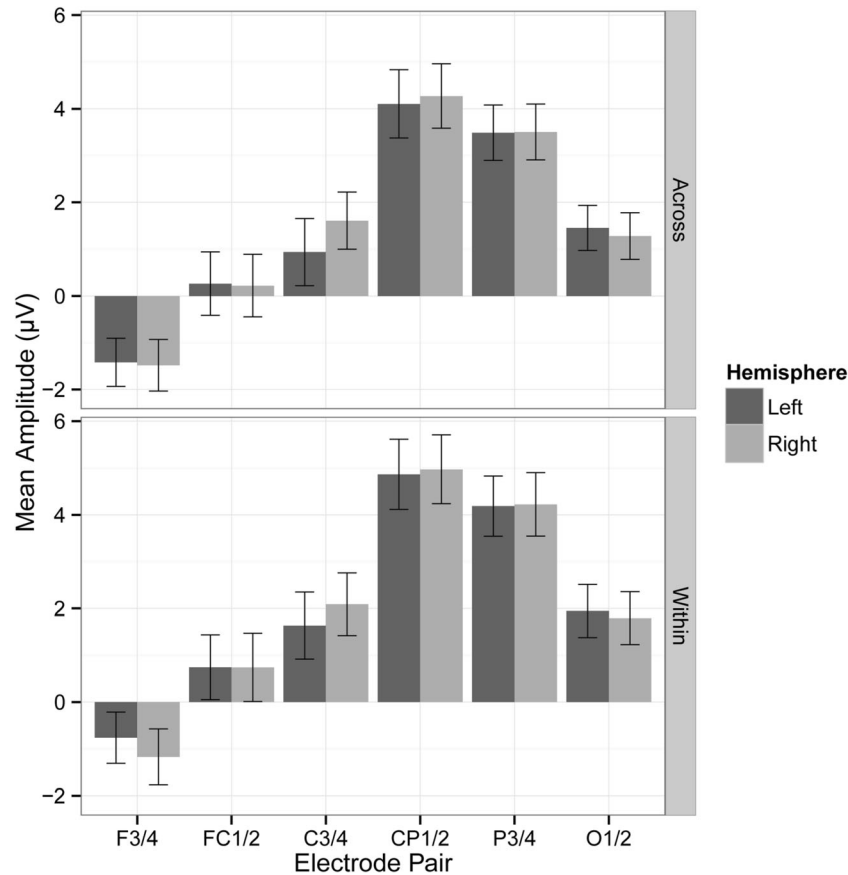 6
4
2
0
−2
Across
6
4
2
0
−2
Within
Mean Amplitude (µV)
F3/4 FC1/2 C3/4 CP1/2 P3/4 O1/2
Electrode Pair
Hemisphere
Left
Right